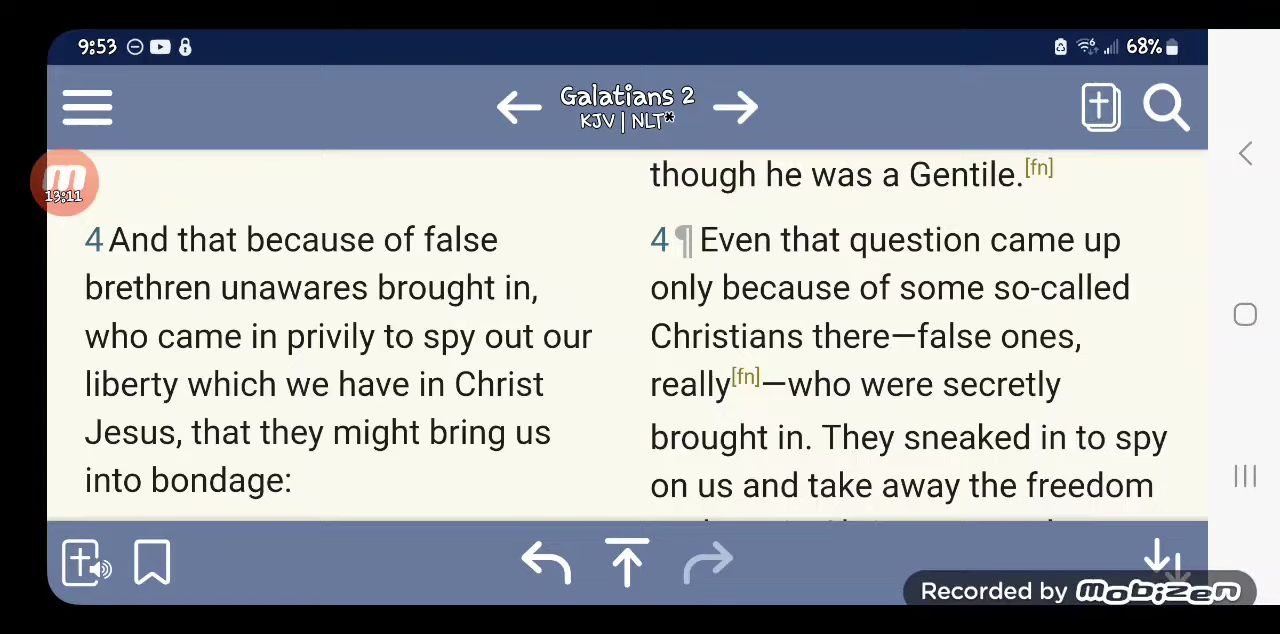 9:53
68%
Galatians 2
KJV | NLT*
13:11
4 And that because of false
brethren unawares brought in,
who came in privily to spy out our
liberty which we have in Christ
Jesus, that they might bring us
into bondage:
though he was a Gentile.[fn]
4 ¶ Even that question came up
only because of some so-called
Christians there—false ones,
really[fn]—who were secretly
brought in. They sneaked in to spy
on us and take away the freedom
Recorded by Mobizen